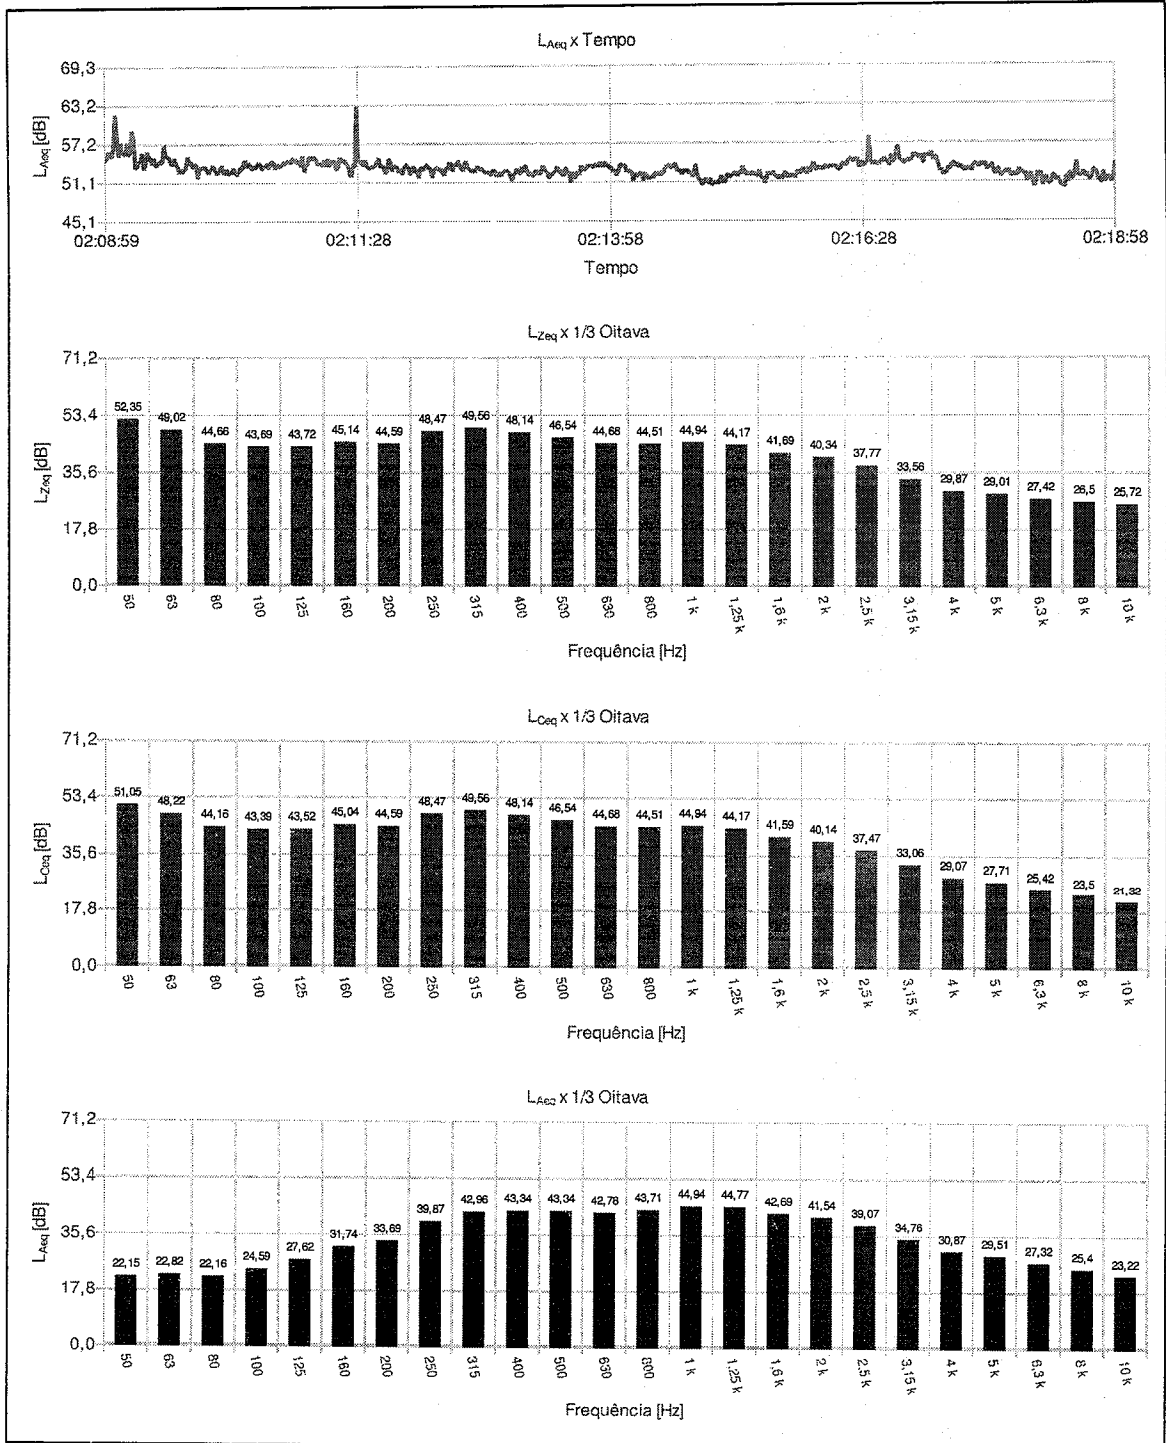 LAeq x Tempo
69,3
63,2
57,2
51,1
45,1
LAeq [dB]
02:08:59 02:11:28 02:13:58 02:16:28 02:18:58
Tempo
LZeq x 1/3 Oitava
71,2
53,4
35,6
17,8
0,0
LZeq [dB]
52,35 49,02 44,66 43,69 43,72 45,14 44,59 48,47 49,56 48,14 46,54 44,68 44,51 44,94 44,17 41,69 40,34 37,77 33,56 29,87 29,01 27,42 26,5 25,72
50 63 80 100 125 160 200 250 315 400 500 630 800 1 k 1,25 k 1,6 k 2 k 2,5 k 3,15 k 4 k 5 k 6,3 k 8 k 10 k
Frequência [Hz]
LCeq x 1/3 Oitava
71,2
53,4
35,6
17,8
0,0
LCeq [dB]
51,05 48,22 44,16 43,39 43,52 45,04 44,59 48,47 49,56 48,14 46,54 44,68 44,51 44,94 44,17 41,59 40,14 37,47 33,06 29,07 27,71 25,42 23,5 21,32
50 63 80 100 125 160 200 250 315 400 500 630 800 1 k 1,25 k 1,6 k 2 k 2,5 k 3,15 k 4 k 5 k 6,3 k 8 k 10 k
Frequência [Hz]
LAeq x 1/3 Oitava
71,2
53,4
35,6
17,8
0,0
LAeq [dB]
22,15 22,82 22,16 24,59 27,62 31,74 33,69 39,87 42,96 43,34 43,34 42,78 43,71 44,94 44,77 42,69 41,54 39,07 34,76 30,87 29,51 27,32 25,4 23,22
50 63 80 100 125 160 200 250 315 400 500 630 800 1 k 1,25 k 1,6 k 2 k 2,5 k 3,15 k 4 k 5 k 6,3 k 8 k 10 k
Frequência [Hz]